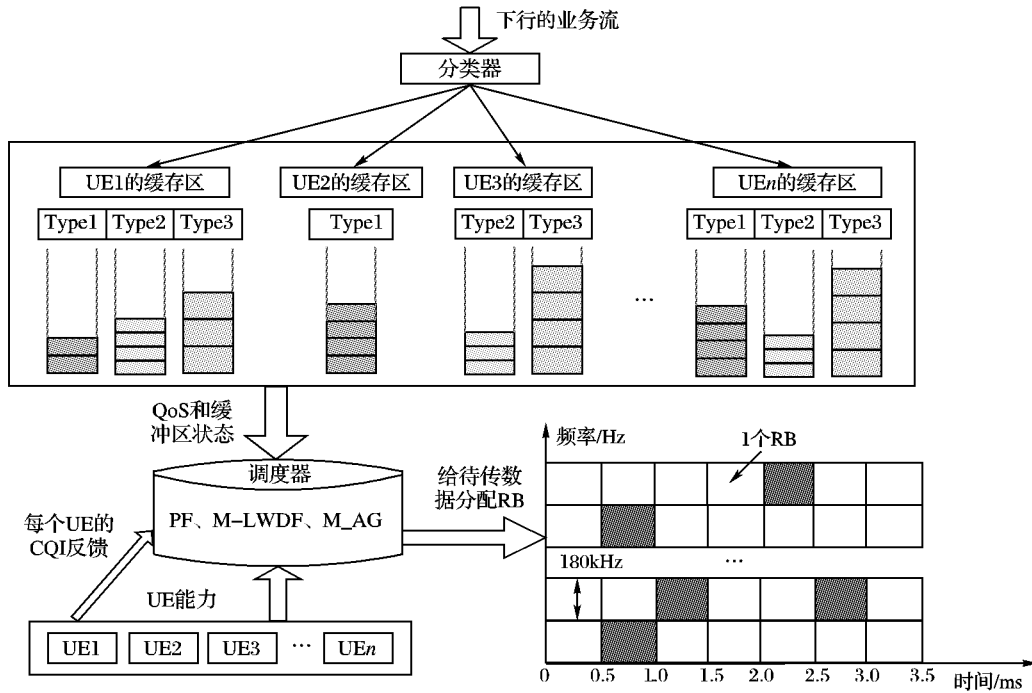 下行的业务流
分类器
UE1的缓存区 UE2的缓存区 UE3的缓存区 UEn的缓存区
Type1 Type2 Type3 Type1 Type2 Type3 Type1 Type2 Type3
...
QoS和缓
冲区状态
调度器
PF、M-LWDF、M_AG
给待传数
据分配RB
每个UE的
CQI反馈
UE能力
UE1 UE2 UE3 ... UEn
频率/Hz
1个RB
...
180kHz
0 0.5 1.0 1.5 2.0 2.5 3.0 3.5
时间/ms